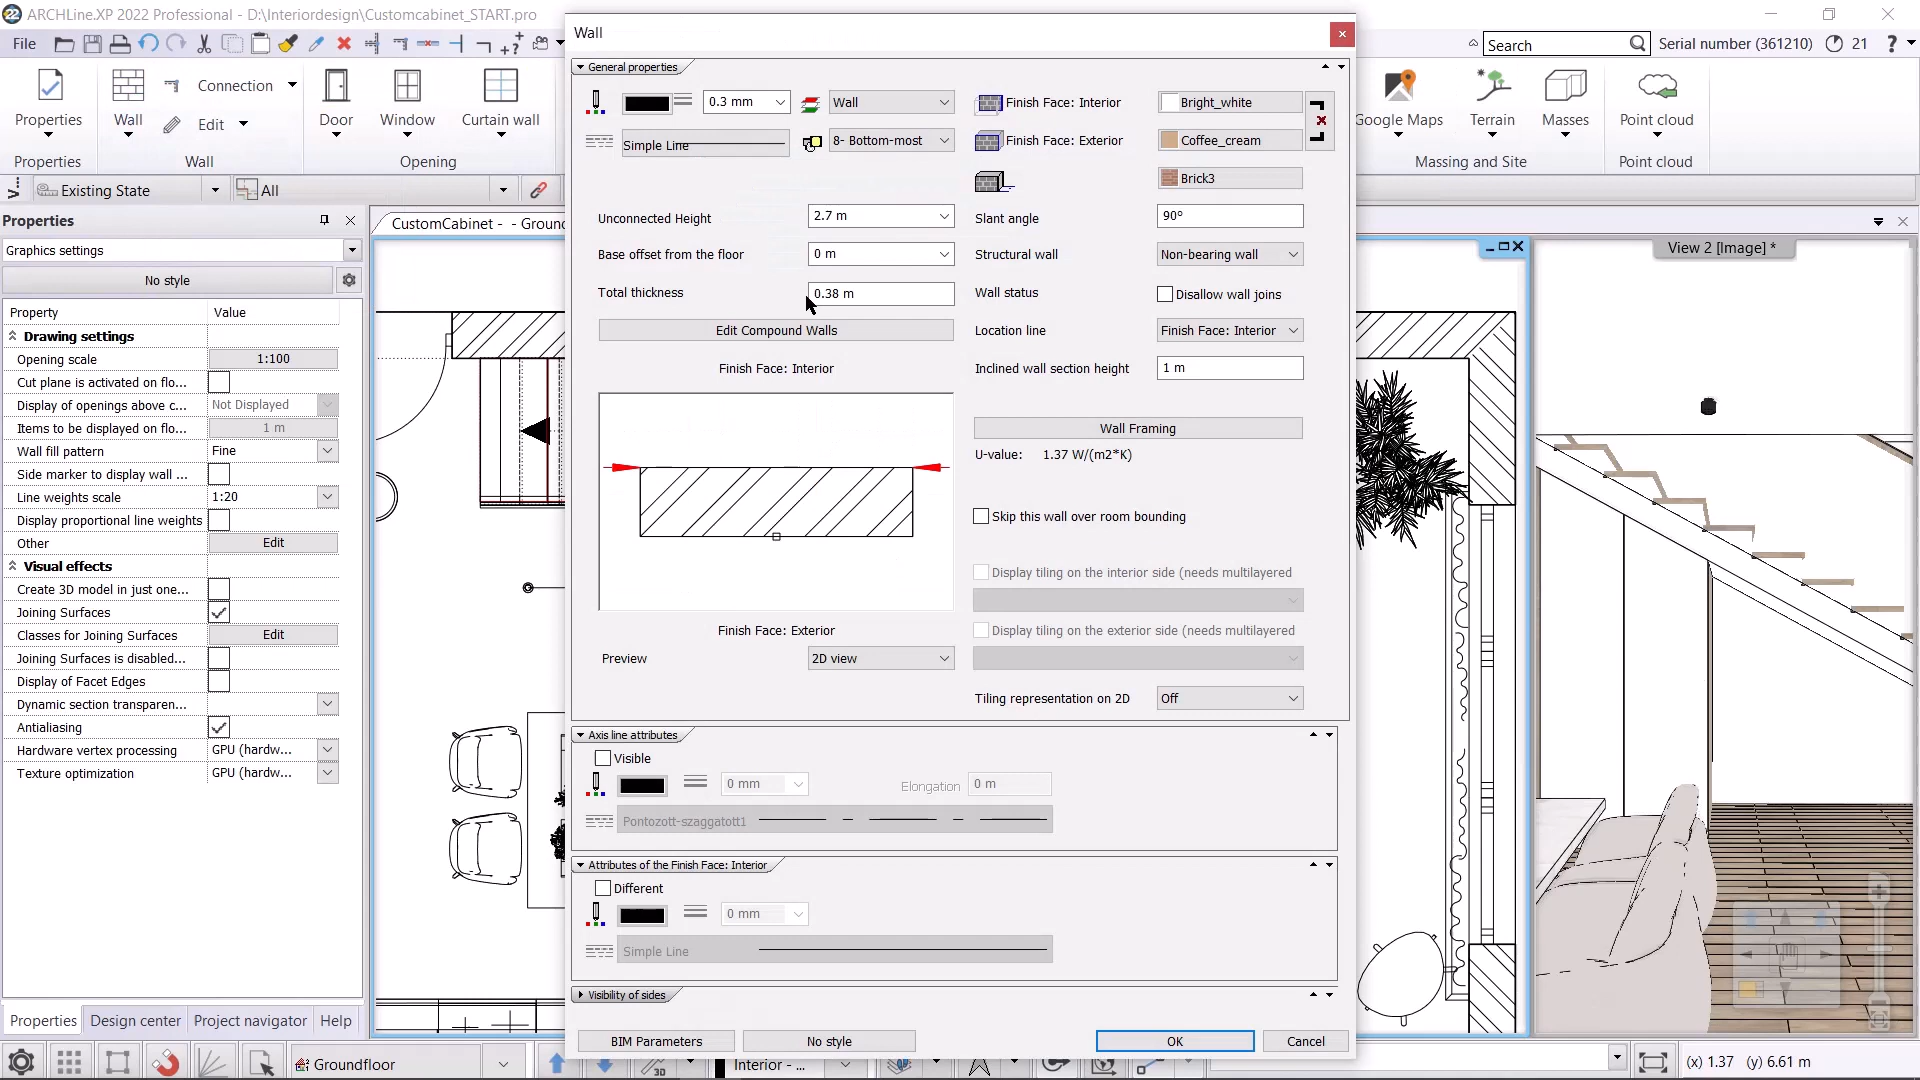 ARCHLine.XP 2022 Professional - D:\Interiordesign\Customcabinet_START.pro
File
Search
Serial number (361210)
21
?
Properties
Wall
Connection
Edit
Door
Window
Curtain wall
Google Maps
Terrain
Masses
Point cloud
Properties
Wall
Opening
Massing and Site
Point cloud
Existing State
All
Properties
Graphics settings
No style
Property
Value
Drawing settings
Opening scale
1:100
Cut plane is activated on flo...
Display of openings above c...
Not Displayed
Items to be displayed on flo...
1 m
Wall fill pattern
Fine
Side marker to display wall ...
Line weights scale
1:20
Display proportional line weights
Other
Edit
Visual effects
Create 3D model in just one...
Joining Surfaces
Classes for Joining Surfaces
Edit
Joining Surfaces is disabled...
Display of Facet Edges
Dynamic section transparen...
Antialiasing
Hardware vertex processing
GPU (hardw...
Texture optimization
GPU (hardw...
Properties
Design center
Project navigator
Help
Groundfloor
CustomCabinet - - Groun
View 2 [Image] *
Wall
General properties
0.3 mm
Wall
Simple Line
8- Bottom-most
Finish Face: Interior
Bright_white
Finish Face: Exterior
Coffee_cream
Brick3
Unconnected Height
2.7 m
Slant angle
90°
Base offset from the floor
0 m
Structural wall
Non-bearing wall
Total thickness
0.38 m
Wall status
Disallow wall joins
Edit Compound Walls
Location line
Finish Face: Interior
Finish Face: Interior
Inclined wall section height
1 m
Wall Framing
U-value: 1.37 W/(m2*K)
Skip this wall over room bounding
Display tiling on the interior side (needs multilayered
Display tiling on the exterior side (needs multilayered
Finish Face: Exterior
Preview
2D view
Tiling representation on 2D
Off
Axis line attributes
Visible
0 mm
Elongation
0 m
Pontozott-szaggatott1
Attributes of the Finish Face: Interior
Different
0 mm
Simple Line
Visibility of sides
BIM Parameters
No style
OK
Cancel
3D
Interior - ...
(x) 1.37 (y) 6.61 m